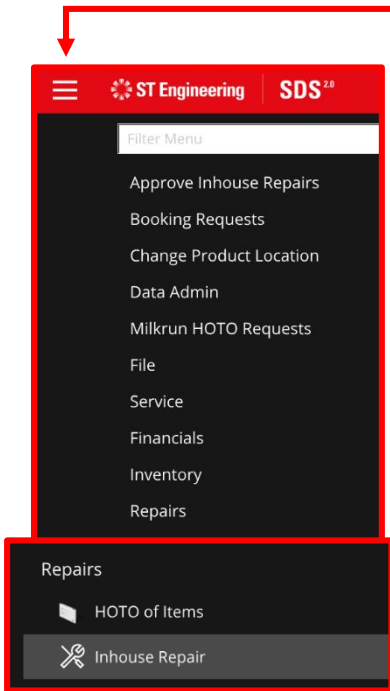 ST Engineering SDS 2.0
Filter Menu
Approve Inhouse Repairs
Booking Requests
Change Product Location
Data Admin
Milkrun HOTO Requests
File
Service
Financials
Inventory
Repairs
Repairs
HOTO of Items
Inhouse Repair